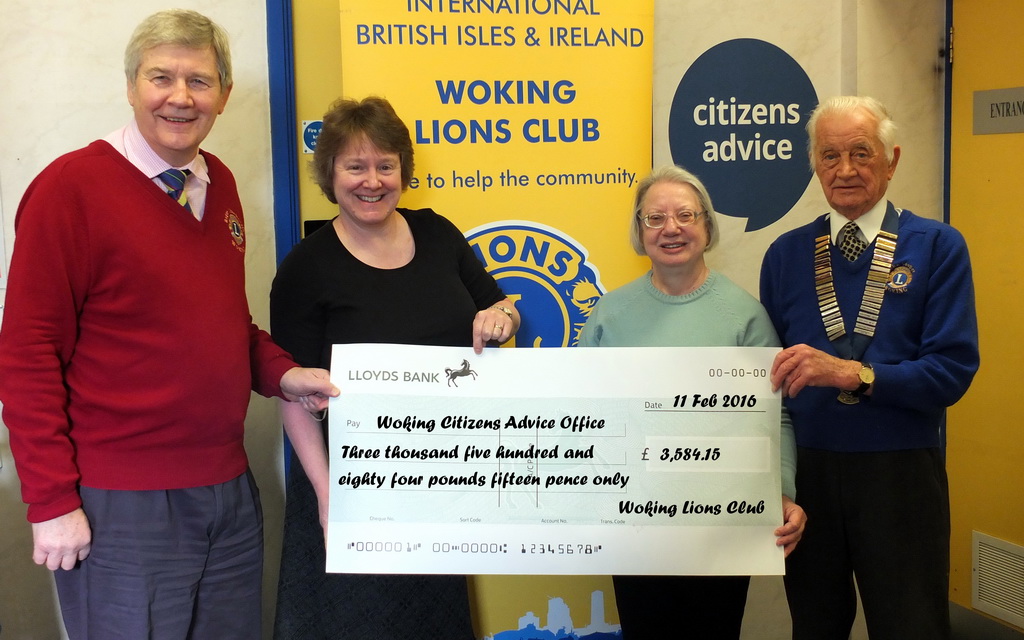 INTERNATIONAL
BRITISH ISLES & IRELAND
WOKING
LIONS CLUB
e to help the community.
LIONS
L
citizens
advice
ENTRANC
LLOYDS BANK
00-00-00
Date 11 Feb 2016
Pay Woking Citizens Advice Office
Three thousand five hundred and
£ 3,584.15
eighty four pounds fifteen pence only
Woking Lions Club
Cheque No. Sort Code Account No. Trans. Code
"000001" 00"0000: 12345678"